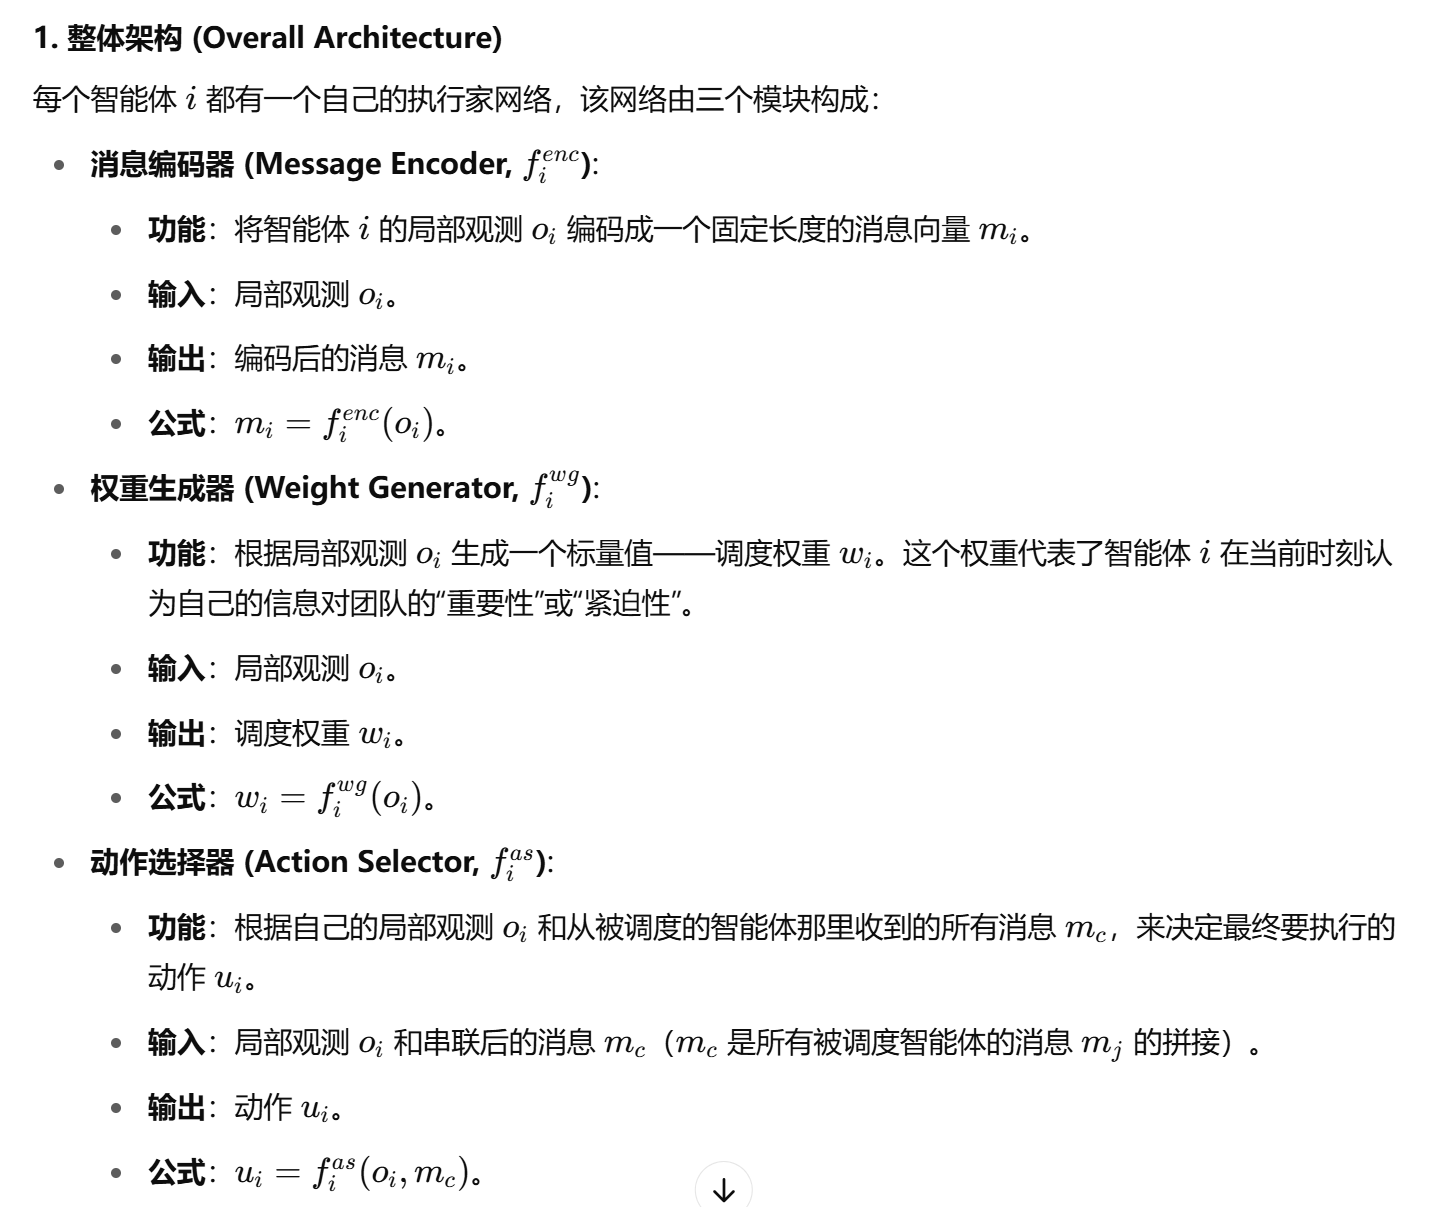 1. 整体架构 (Overall Architecture)
每个智能体 i 都有一个自己的执行家网络，该网络由三个模块构成：
• 消息编码器 (Message Encoder, f_i^{enc}):
• 功能：将智能体 i 的局部观测 o_i 编码成一个固定长度的消息向量 m_i。
• 输入：局部观测 o_i。
• 输出：编码后的消息 m_i。
• 公式：m_i = f_i^{enc}(o_i)。
• 权重生成器 (Weight Generator, f_i^{wg}):
• 功能：根据局部观测 o_i 生成一个标量值——调度权重 w_i。这个权重代表了智能体 i 在当前时刻认
为自己的信息对团队的“重要性”或“紧迫性”。
• 输入：局部观测 o_i。
• 输出：调度权重 w_i。
• 公式：w_i = f_i^{wg}(o_i)。
• 动作选择器 (Action Selector, f_i^{as}):
• 功能：根据自己的局部观测 o_i 和从被调度的智能体那里收到的所有消息 m_c，来决定最终要执行的
动作 u_i。
• 输入：局部观测 o_i 和串联后的消息 m_c（m_c 是所有被调度智能体的消息 m_j 的拼接）。
• 输出：动作 u_i。
• 公式：u_i = f_i^{as}(o_i, m_c)。